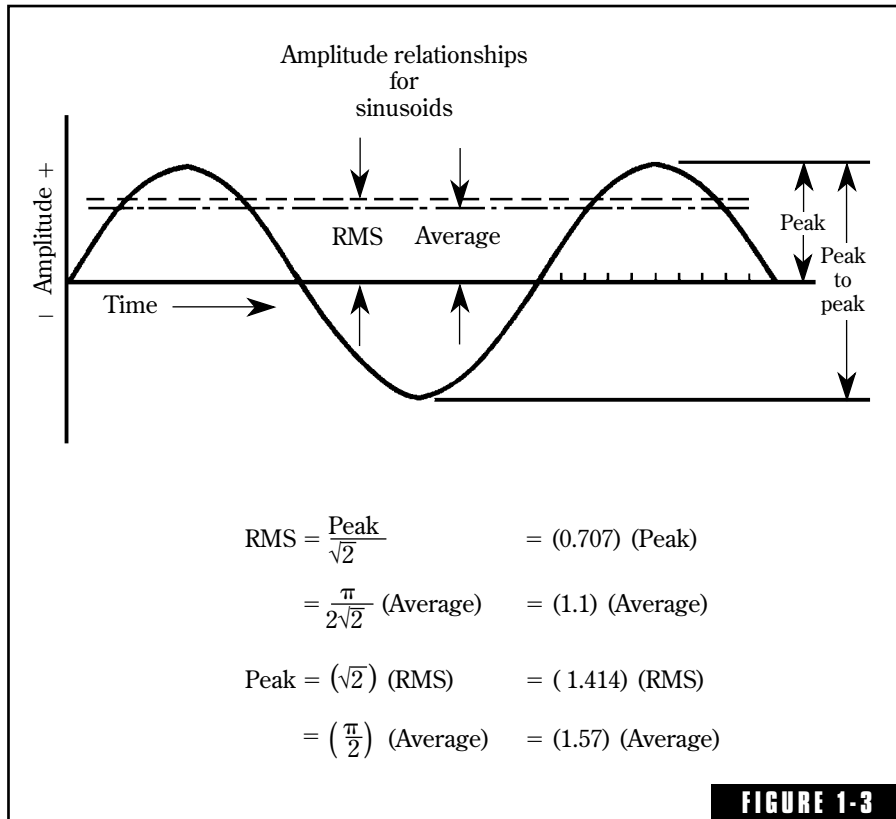 Amplitude relationships
for
sinusoids
− Amplitude +
RMS
Average
Peak
Peak
to
peak
Time
RMS = Peak/√2 = (0.707) (Peak)
= π/2√2 (Average) = (1.1) (Average)
Peak = (√2) (RMS) = ( 1.414) (RMS)
= (π/2) (Average) = (1.57) (Average)
FIGURE 1-3